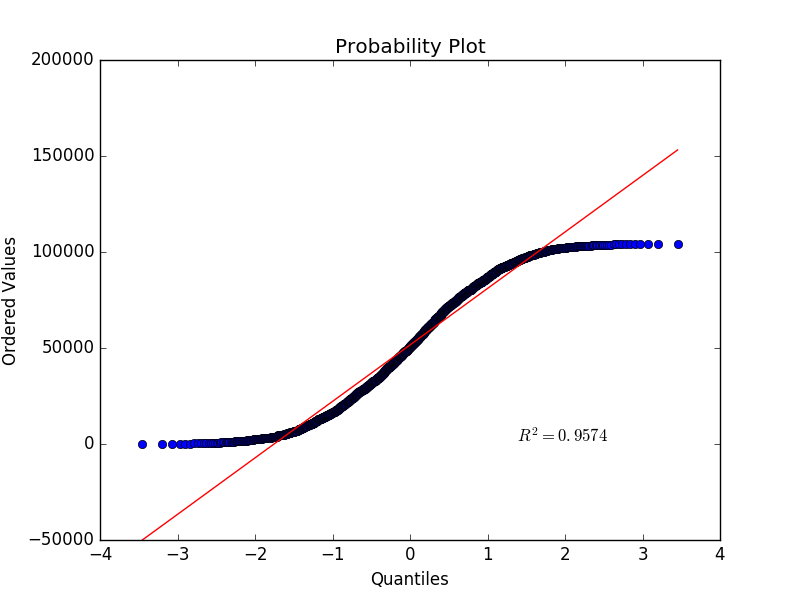 Probability Plot
200000
150000
100000
50000
0
−50000
Ordered Values
R² = 0.9574
−4 −3 −2 −1 0 1 2 3 4
Quantiles